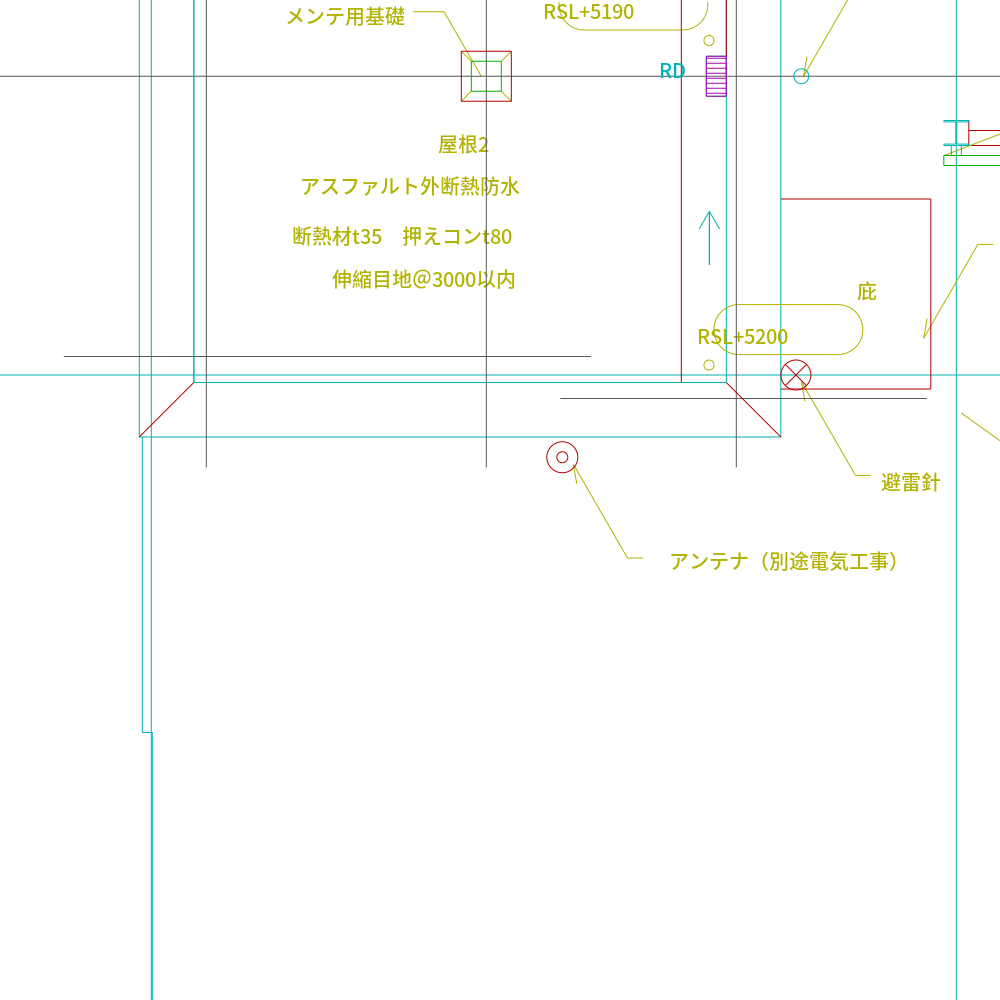 メンテ用基礎
RSL+5190
RD
屋根2
アスファルト外断熱防水
断熱材t35　押えコンt80
伸縮目地@3000以内
庇
RSL+5200
避雷針
アンテナ（別途電気工事）